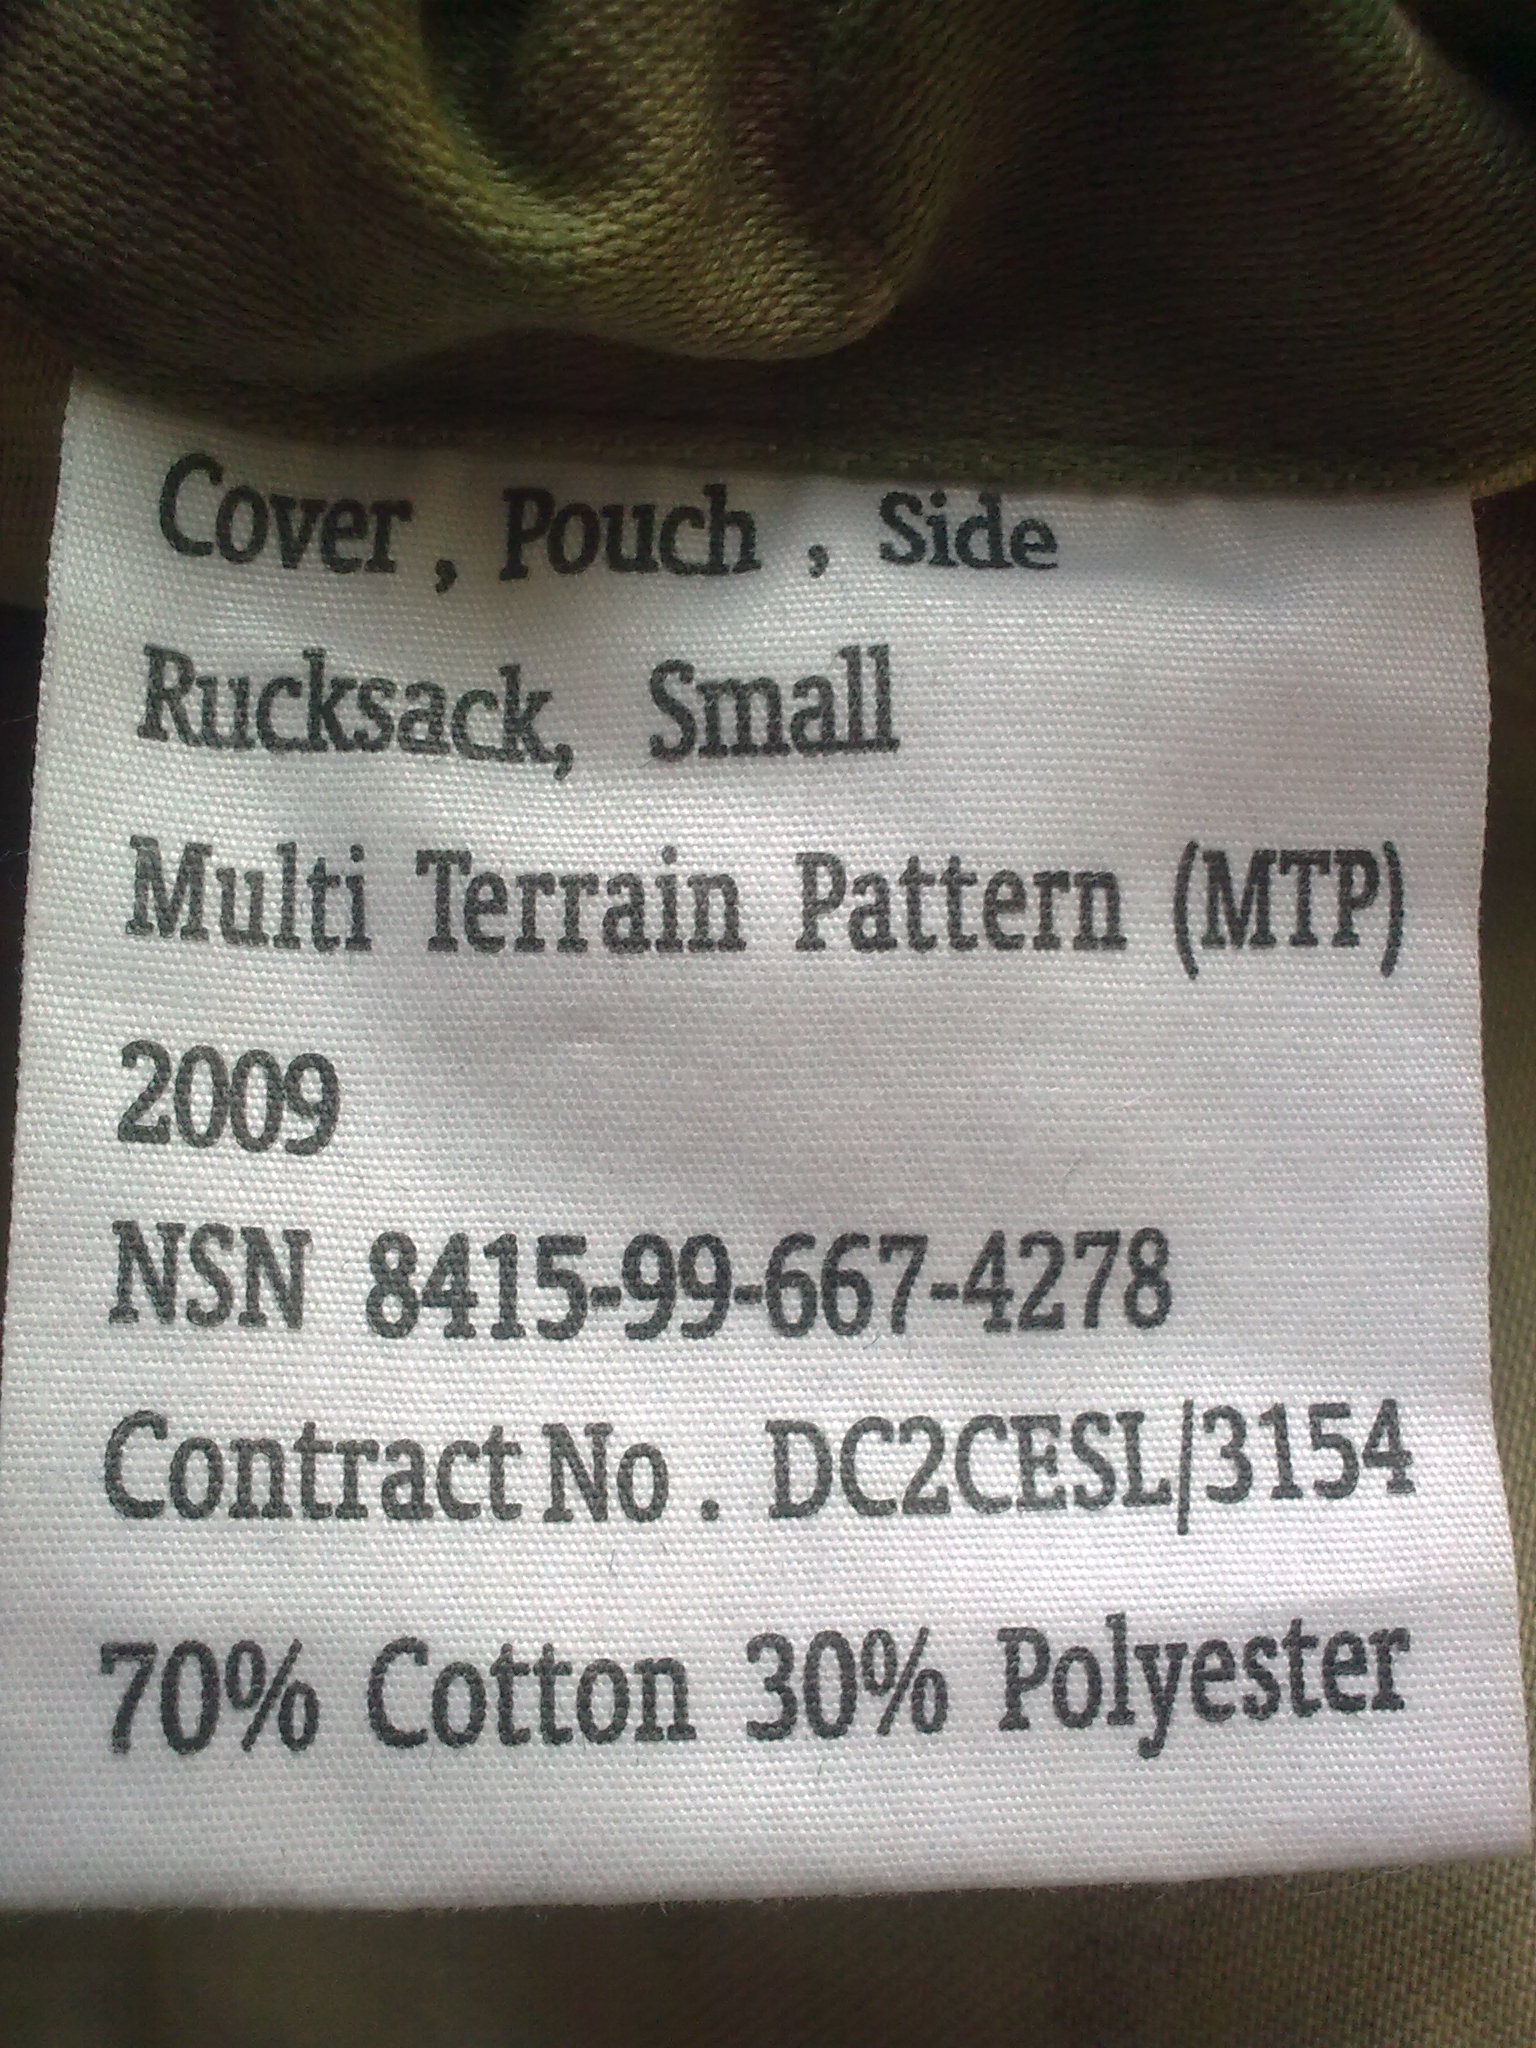 Cover , Pouch , Side
Rucksack, Small
Multi Terrain Pattern (MTP)
2009
NSN 8415-99-667-4278
Contract No . DC2CESL/3154
70% Cotton 30% Polyester